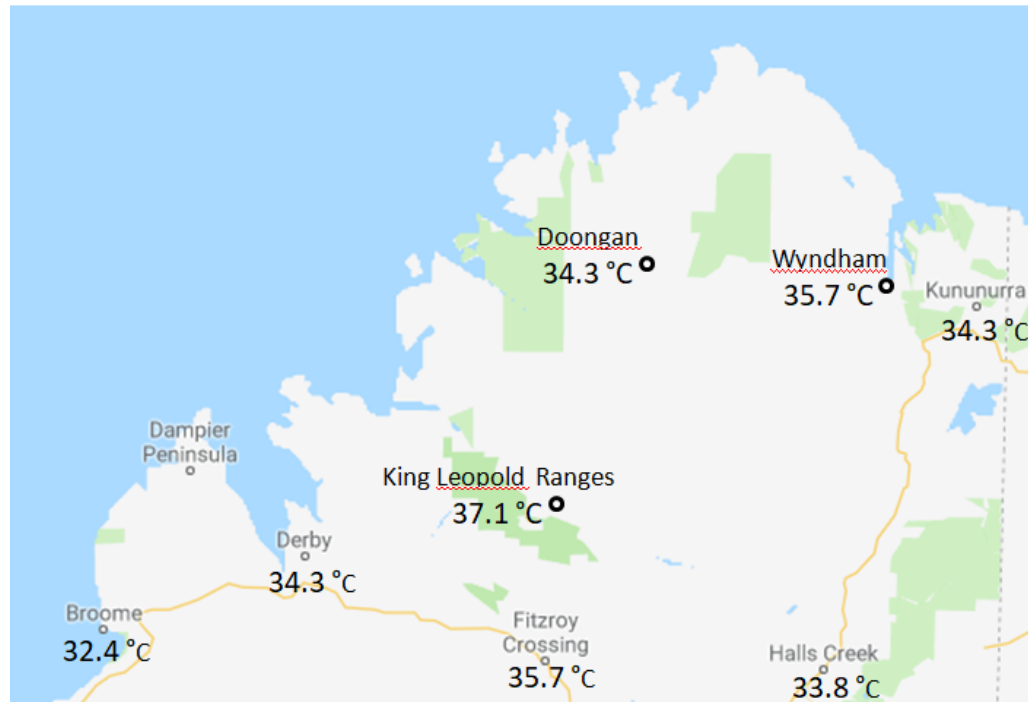 Doongan
34.3 °C
Wyndham
35.7 °C
Kununurra
34.3 °C
Dampier
Peninsula
King Leopold Ranges
37.1 °C
Derby
34.3 °C
Broome
32.4 °C
Fitzroy
Crossing
35.7 °C
Halls Creek
33.8 °C